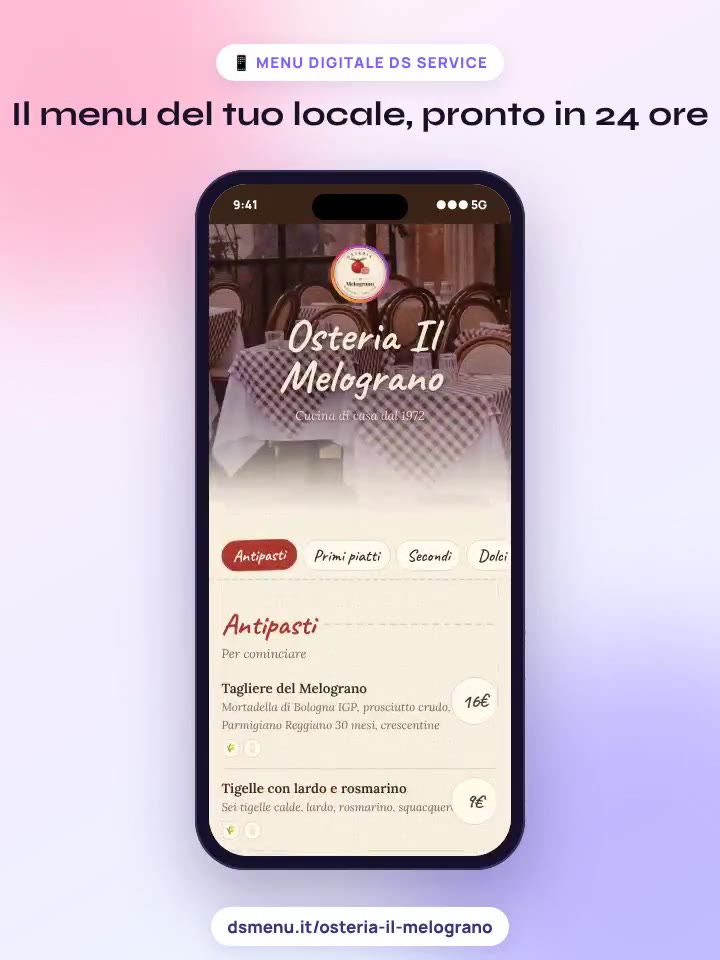 MENU DIGITALE DS SERVICE
Il menu del tuo locale, pronto in 24 ore
9:41
5G
OSTERIA
Melograno
Osteria Il
Melograno
Cucina di casa dal 1972
Antipasti
Primi piatti
Secondi
Dolci
Antipasti
Per cominciare
Tagliere del Melograno
Mortadella di Bologna IGP, prosciutto crudo,
Parmigiano Reggiano 30 mesi, crescentine
16€
Tigelle con lardo e rosmarino
Sei tigelle calde, lardo, rosmarino, squacquer
9€
dsmenu.it/osteria-il-melograno